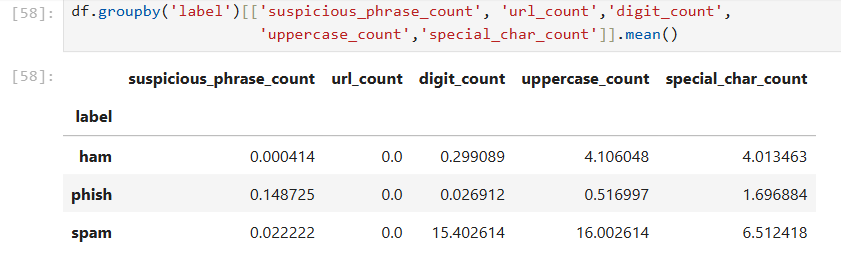 [58]: df.groupby('label')[['suspicious_phrase_count', 'url_count','digit_count',
'uppercase_count','special_char_count']].mean()
[58]: suspicious_phrase_count url_count digit_count uppercase_count special_char_count
label
ham 0.000414 0.0 0.299089 4.106048 4.013463
phish 0.148725 0.0 0.026912 0.516997 1.696884
spam 0.022222 0.0 15.402614 16.002614 6.512418